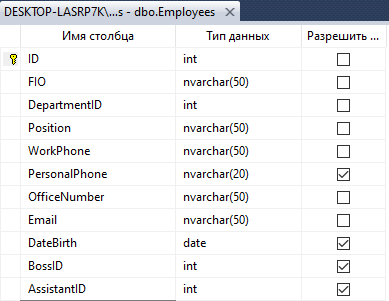 DESKTOP-LASRP7K\...s - dbo.Employees
Имя столбца Тип данных Разрешить ...
ID int
FIO nvarchar(50)
DepartmentID int
Position nvarchar(50)
WorkPhone nvarchar(50)
PersonalPhone nvarchar(20)
OfficeNumber nvarchar(50)
Email nvarchar(50)
DateBirth date
BossID int
AssistantID int